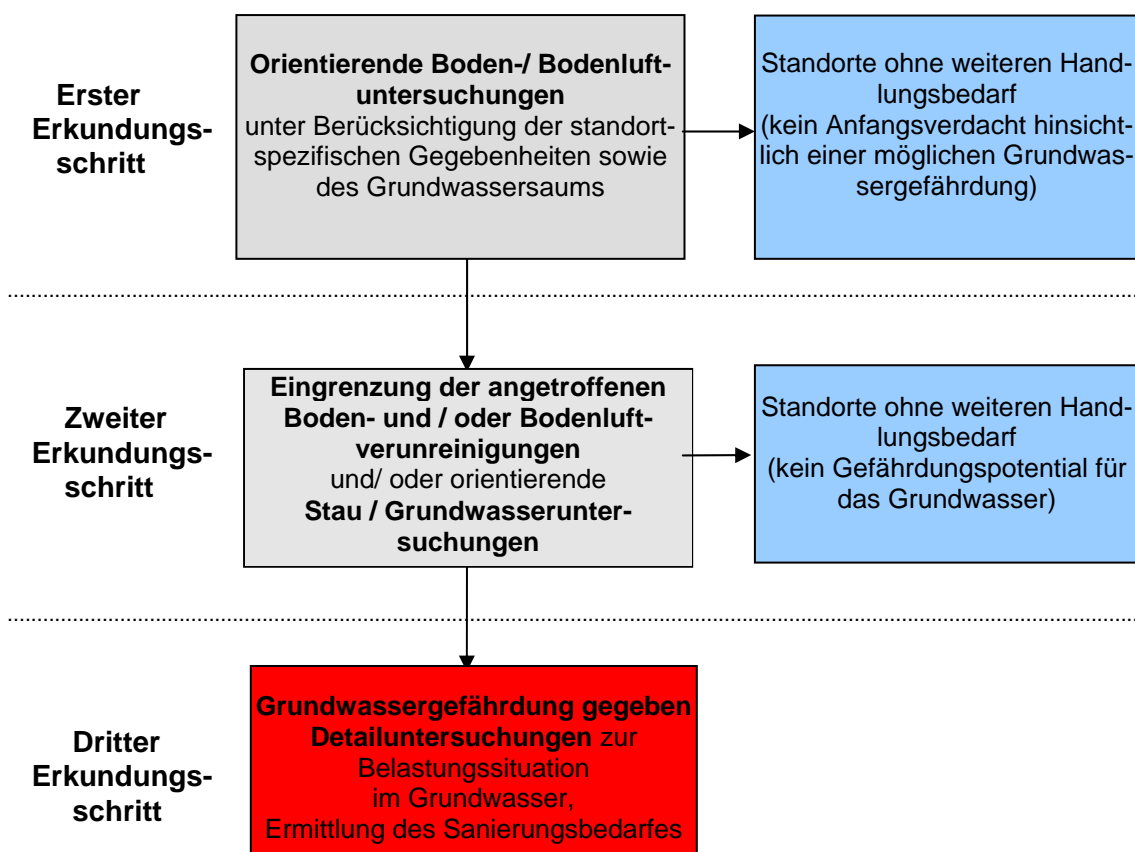 Erster
Erkundungs-
schritt
Orientierende Boden-/ Bodenluft-
untersuchungen
unter Berücksichtigung der standort-
spezifischen Gegebenheiten sowie
des Grundwassersaums
Standorte ohne weiteren Hand-
lungsbedarf
(kein Anfangsverdacht hinsicht-
lich einer möglichen Grundwas-
sergefährdung)
Zweiter
Erkundungs-
schritt
Eingrenzung der angetroffenen
Boden- und / oder Bodenluft-
verunreinigungen
und/ oder orientierende
Stau / Grundwasserunter-
suchungen
Standorte ohne weiteren Hand-
lungsbedarf
(kein Gefährdungspotential für
das Grundwasser)
Dritter
Erkundungs-
schritt
Grundwassergefährdung gegeben
Detailuntersuchungen zur
Belastungssituation
im Grundwasser,
Ermittlung des Sanierungsbedarfes